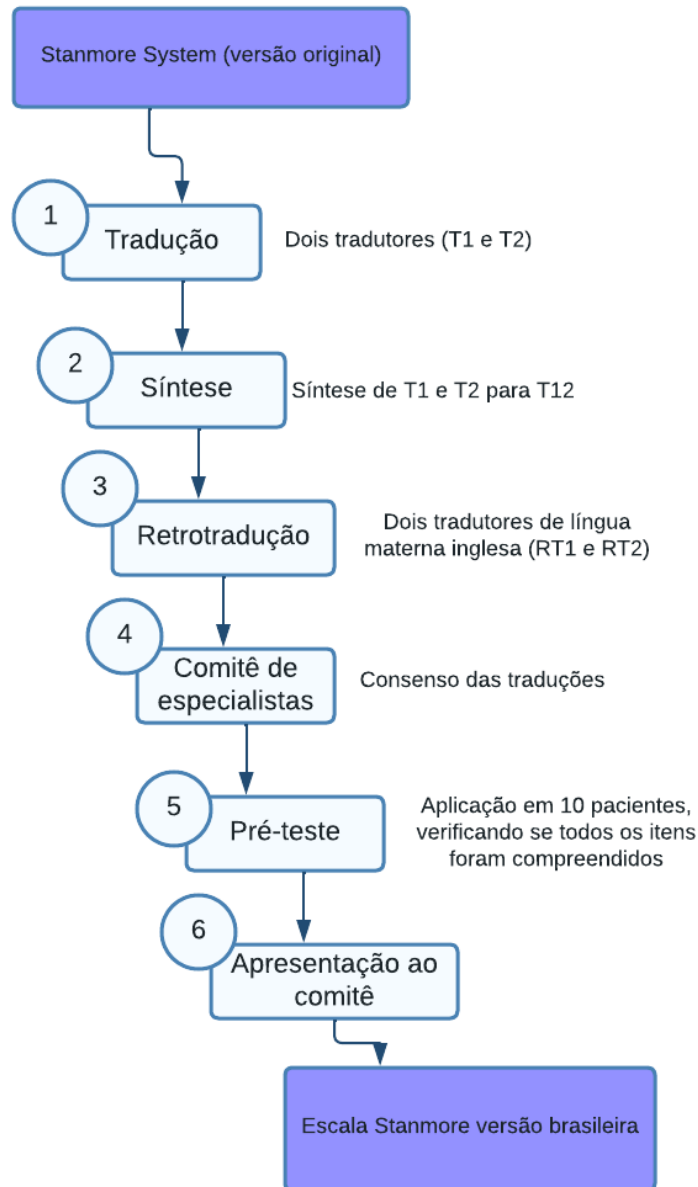 Stanmore System (versão original)
1
Tradução
Dois tradutores (T1 e T2)
2
Síntese
Síntese de T1 e T2 para T12
3
Retrotradução
Dois tradutores de língua
materna inglesa (RT1 e RT2)
4
Comitê de
especialistas
Consenso das traduções
5
Pré-teste
Aplicação em 10 pacientes,
verificando se todos os itens
foram compreendidos
6
Apresentação ao
comitê
Escala Stanmore versão brasileira